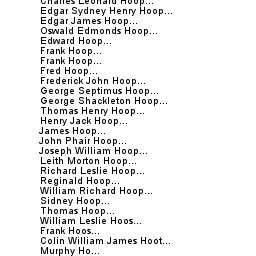 Charles Leonard Hoop...
Edgar Sydney Henry Hoop...
Edgar James Hoop...
Oswald Edmonds Hoop...
Edward Hoop...
Frank Hoop...
Frank Hoop...
Fred Hoop...
Frederick John Hoop...
George Septimus Hoop...
George Shackleton Hoop...
Thomas Henry Hoop...
Henry Jack Hoop...
James Hoop...
John Phair Hoop...
Joseph William Hoop...
Leith Morton Hoop...
Richard Leslie Hoop...
Reginald Hoop...
William Richard Hoop...
Sidney Hoop...
Thomas Hoop...
William Leslie Hoos...
Frank Hoos...
Colin William James Hoot...
Murphy Ho...